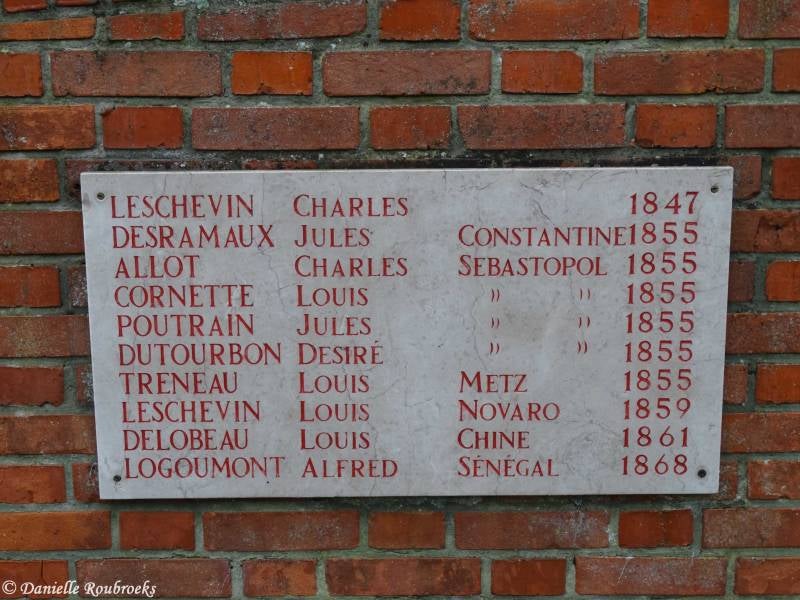 LESCHEVIN CHARLES 1847
DESRAMAUX JULES CONSTANTINE 1855
ALLOT CHARLES SEBASTOPOL 1855
CORNETTE LOUIS " " 1855
POUTRAIN JULES " " 1855
DUTOURBON DESIRÉ " " 1855
TRENEAU LOUIS METZ 1855
LESCHEVIN LOUIS NOVARO 1859
DELOBEAU LOUIS CHINE 1861
LOGOUMONT ALFRED SÉNÉGAL 1868
© Danielle Roubroeks